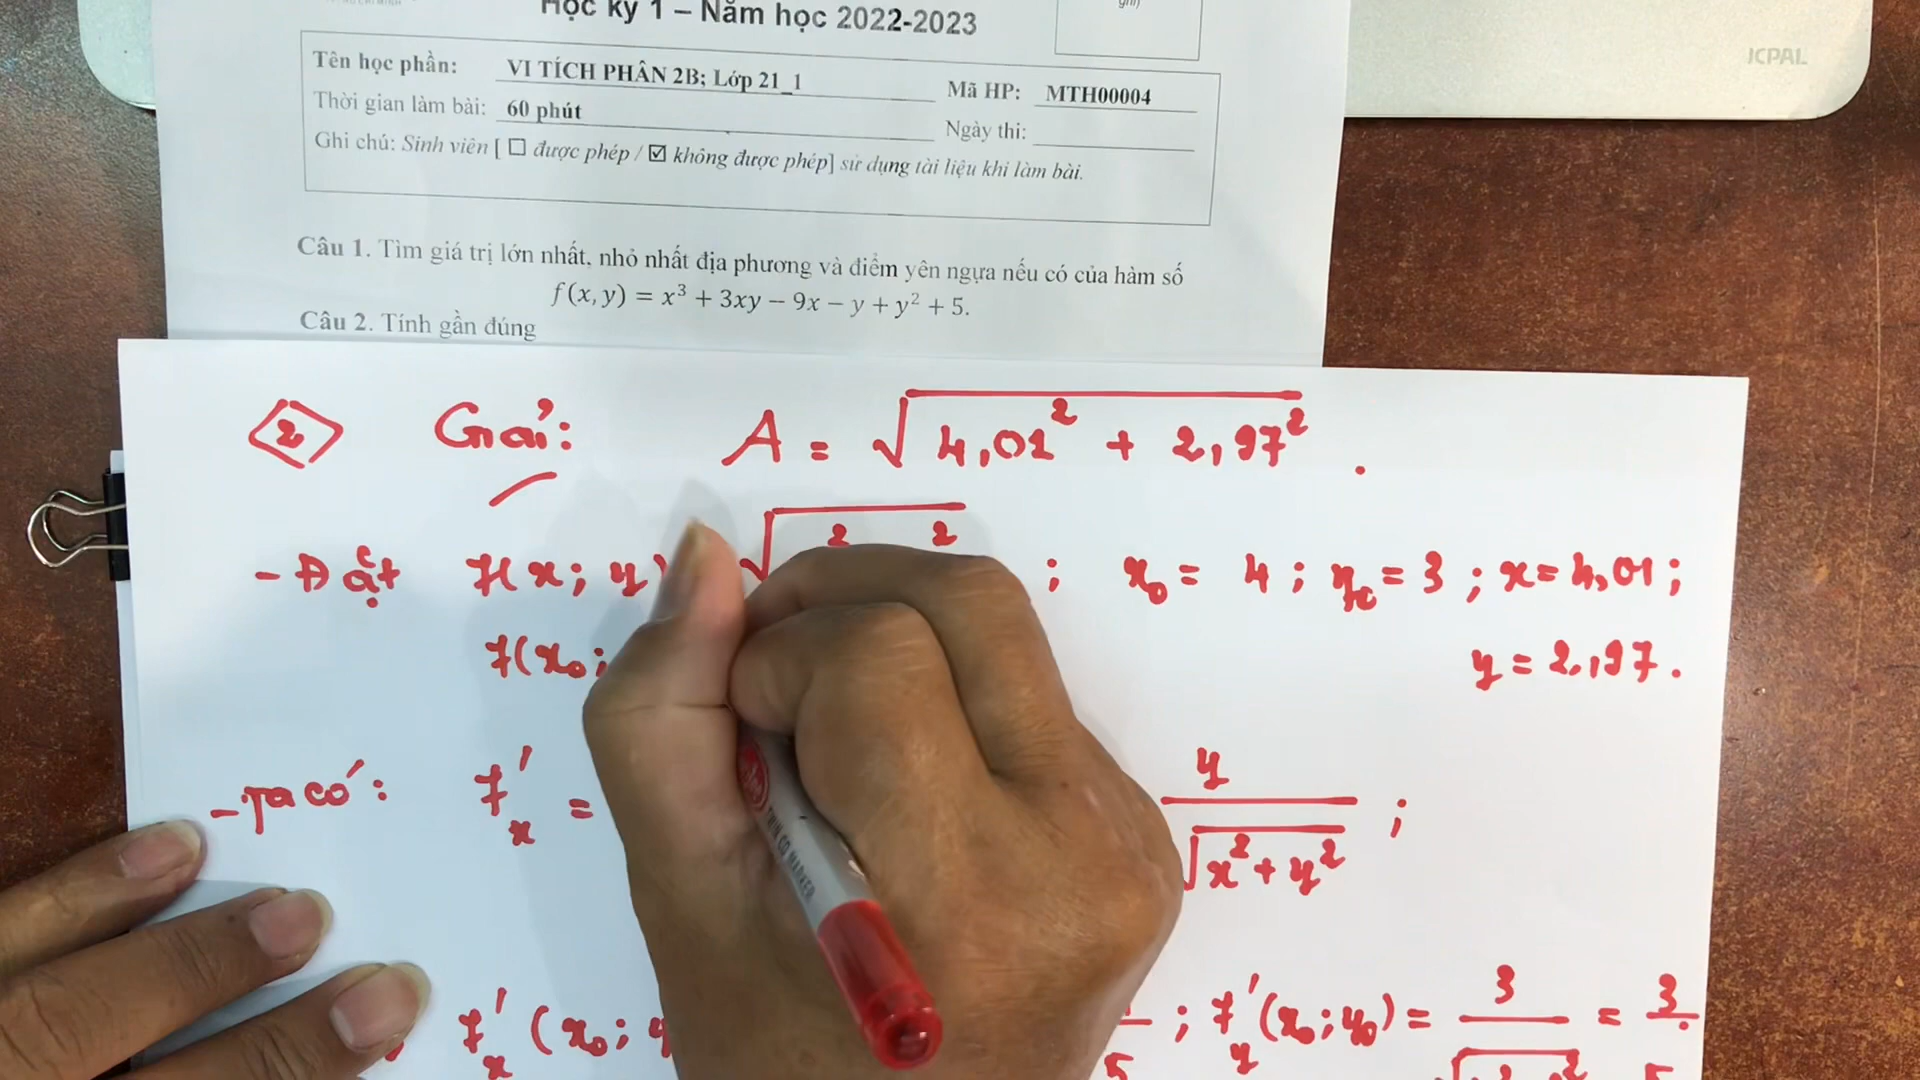 Học kỳ 1 – Năm học 2022-2023
ghi)
JCPAL
Tên học phần: VI TÍCH PHÂN 2B; Lớp 21_1 Mã HP: MTH00004
Thời gian làm bài: 60 phút Ngày thi:
Ghi chú: Sinh viên [ ☐ được phép / ☑ không được phép] sử dụng tài liệu khi làm bài.
Câu 1. Tìm giá trị lớn nhất, nhỏ nhất địa phương và điểm yên ngựa nếu có của hàm số
f(x, y) = x³ + 3xy − 9x − y + y² + 5.
Câu 2. Tính gần đúng
2 Giải: A = √(4,01² + 2,97²) .
- Đặt f(x; y) √ 2 2 ; x₀ = 4 ; y₀ = 3 ; x = 4,01 ;
f(x₀; y = 2,97.
- Ta có: f'ₓ = y / √(x² + y²) ;
f'ₓ (x₀; 5 ; f'y (x₀; y₀) = 3 / √ = 3 / 5